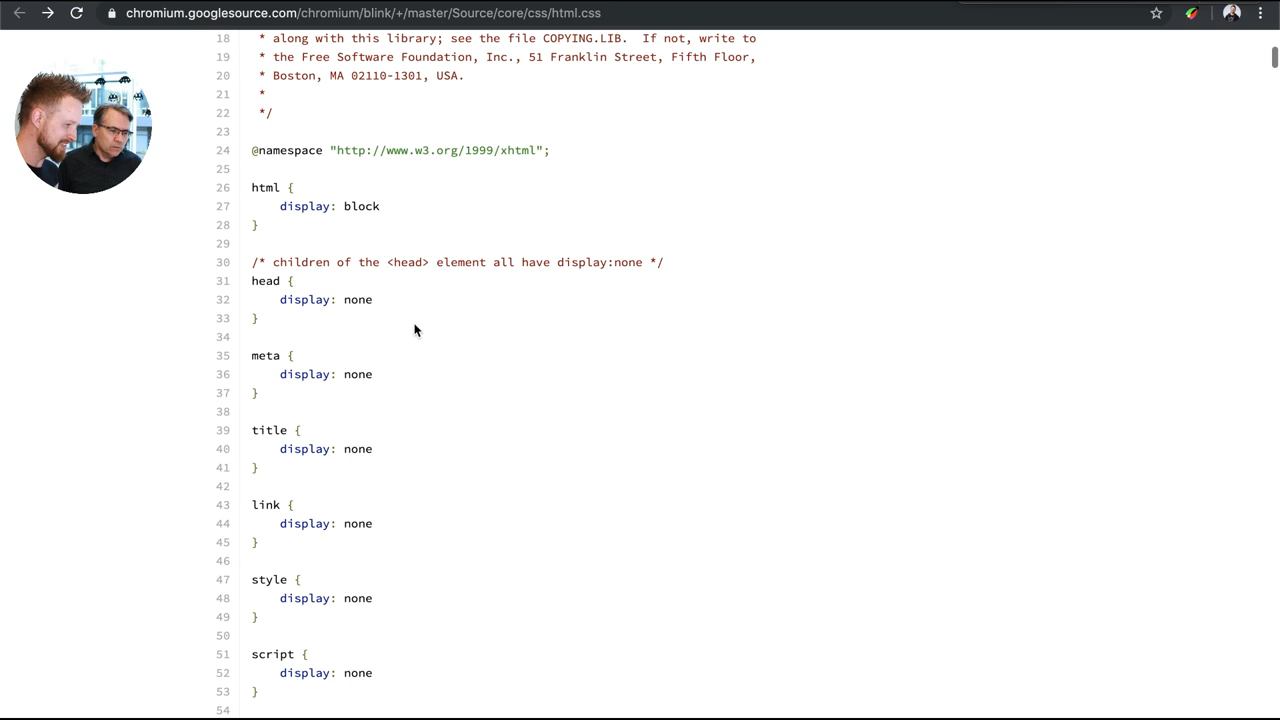 chromium.googlesource.com/chromium/blink/+/master/Source/core/css/html.css
18 * along with this library; see the file COPYING.LIB.  If not, write to
19 * the Free Software Foundation, Inc., 51 Franklin Street, Fifth Floor,
20 * Boston, MA 02110-1301, USA.
21 *
22 */
23
24 @namespace "http://www.w3.org/1999/xhtml";
25
26 html {
27     display: block
28 }
29
30 /* children of the <head> element all have display:none */
31 head {
32     display: none
33 }
34
35 meta {
36     display: none
37 }
38
39 title {
40     display: none
41 }
42
43 link {
44     display: none
45 }
46
47 style {
48     display: none
49 }
50
51 script {
52     display: none
53 }
54